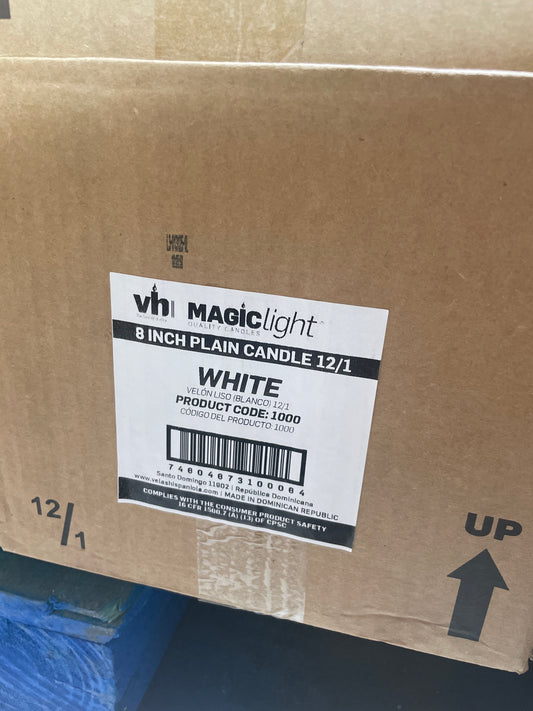 vh MAGIClight
QUALITY CANDLES
8 INCH PLAIN CANDLE 12/1
WHITE
VELÓN LISO (BLANCO) 12/1
PRODUCT CODE: 1000
CÓDIGO DEL PRODUCTO: 1000
74604673100064
Santo Domingo 11902 | República Dominicana
www.velashispaniola.com | MADE IN DOMINICAN REPUBLIC
COMPLIES WITH THE CONSUMER PRODUCT SAFETY
16 CFR 1500.7 (A) (13) OF CPSC
12/1
UP